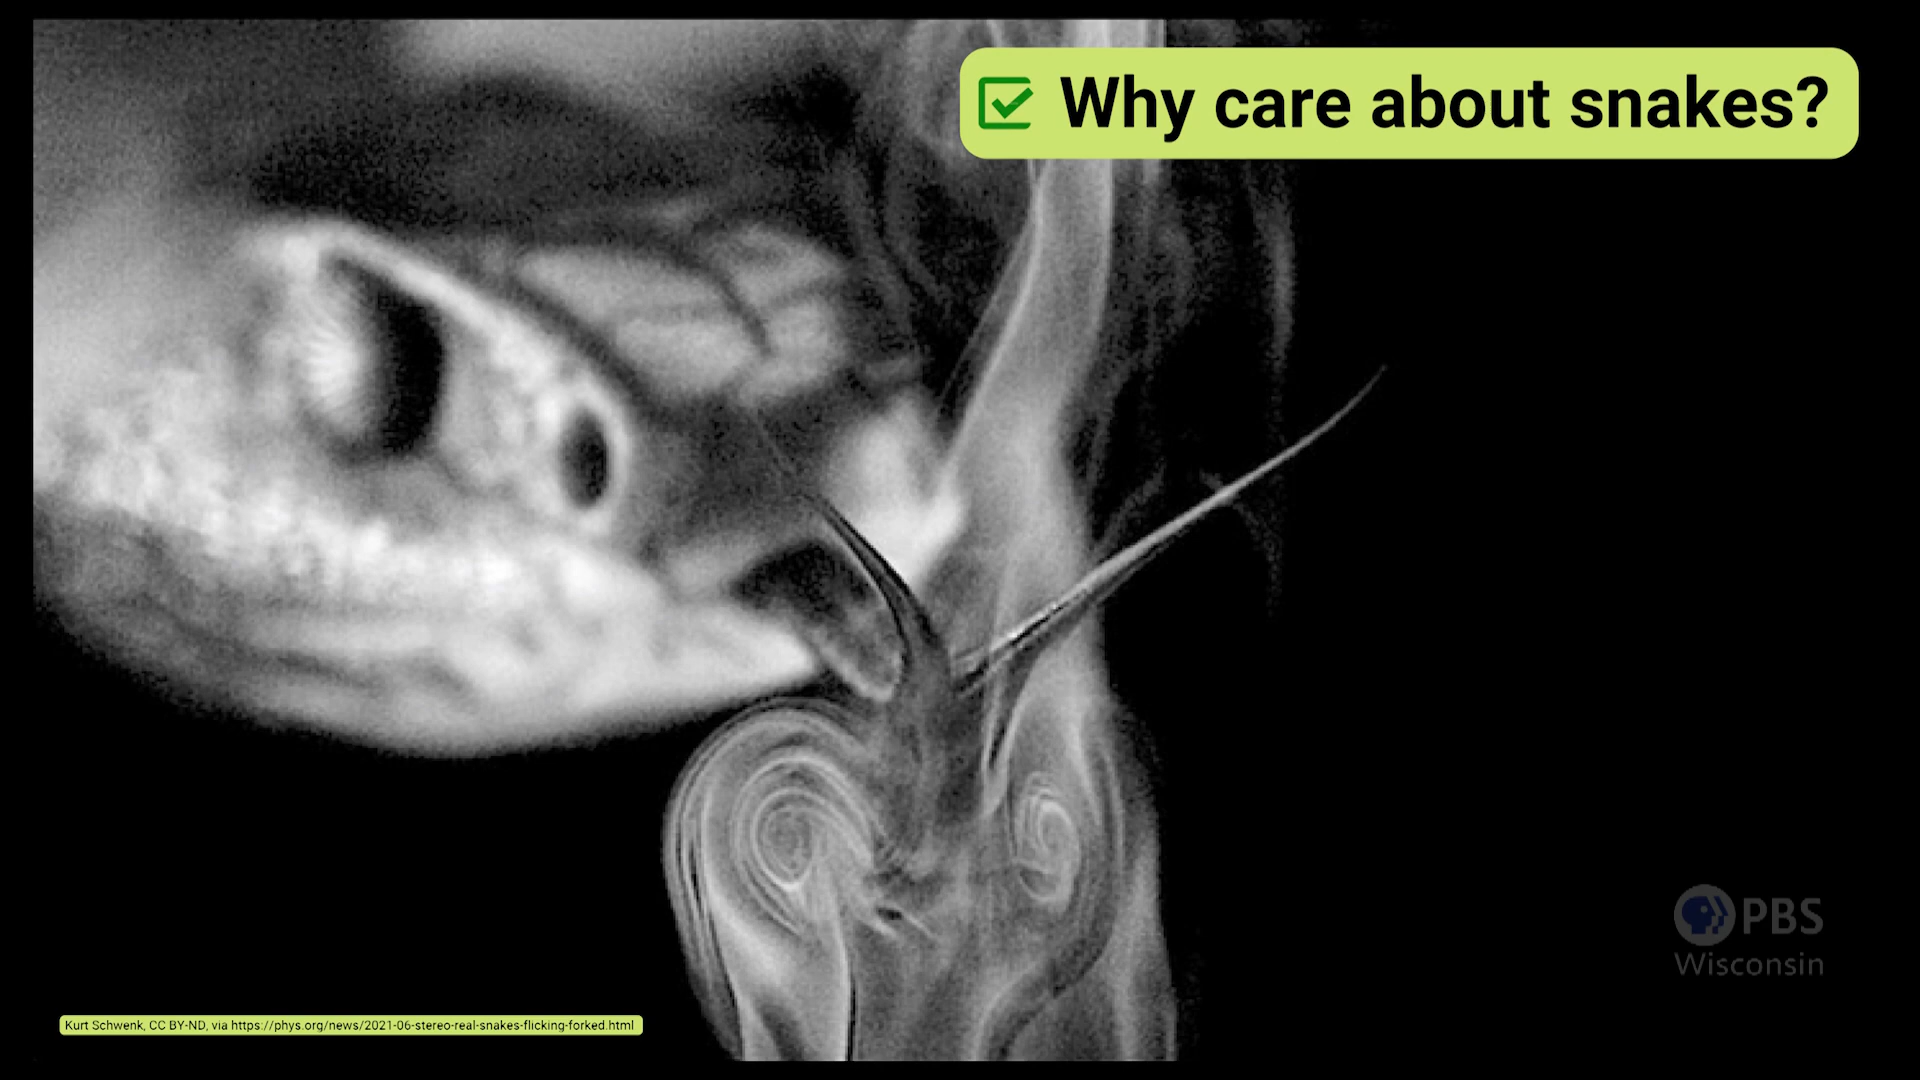 Why care about snakes?
PBS
Wisconsin
Kurt Schwenk, CC BY-ND, via https://phys.org/news/2021-06-stereo-real-snakes-flicking-forked.html